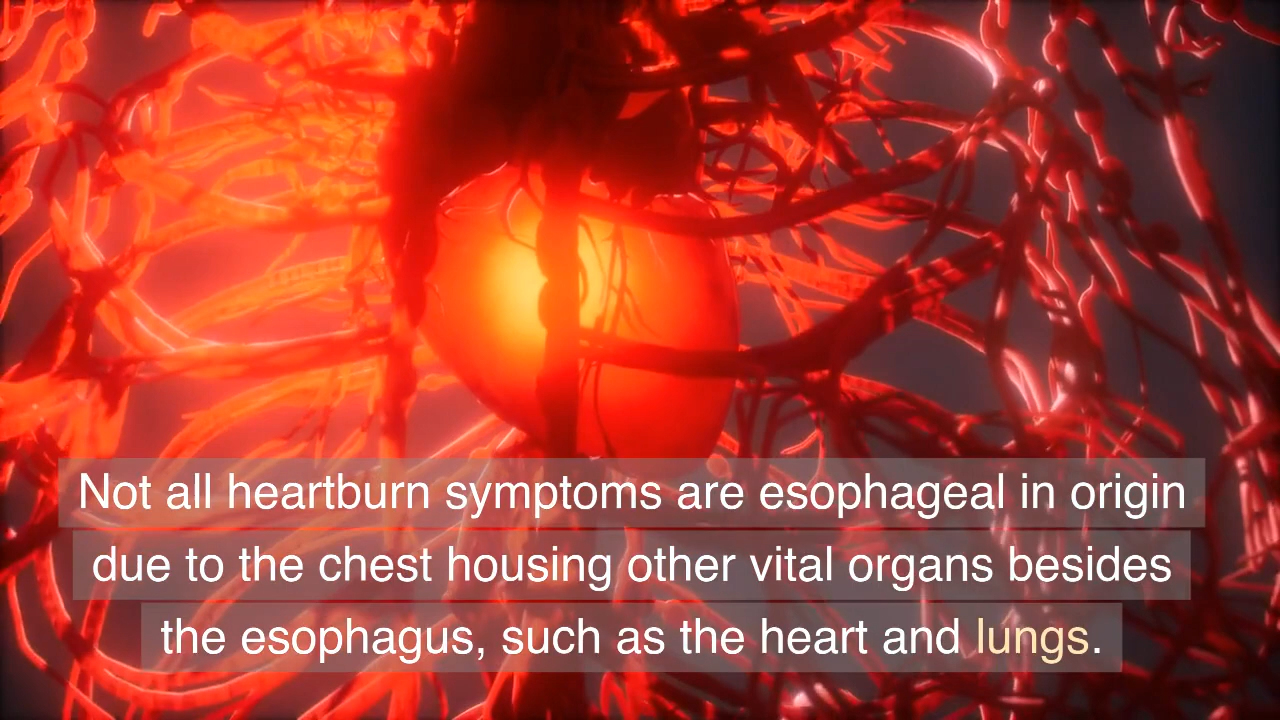 Not all heartburn symptoms are esophageal in origin
due to the chest housing other vital organs besides
the esophagus, such as the heart and lungs.